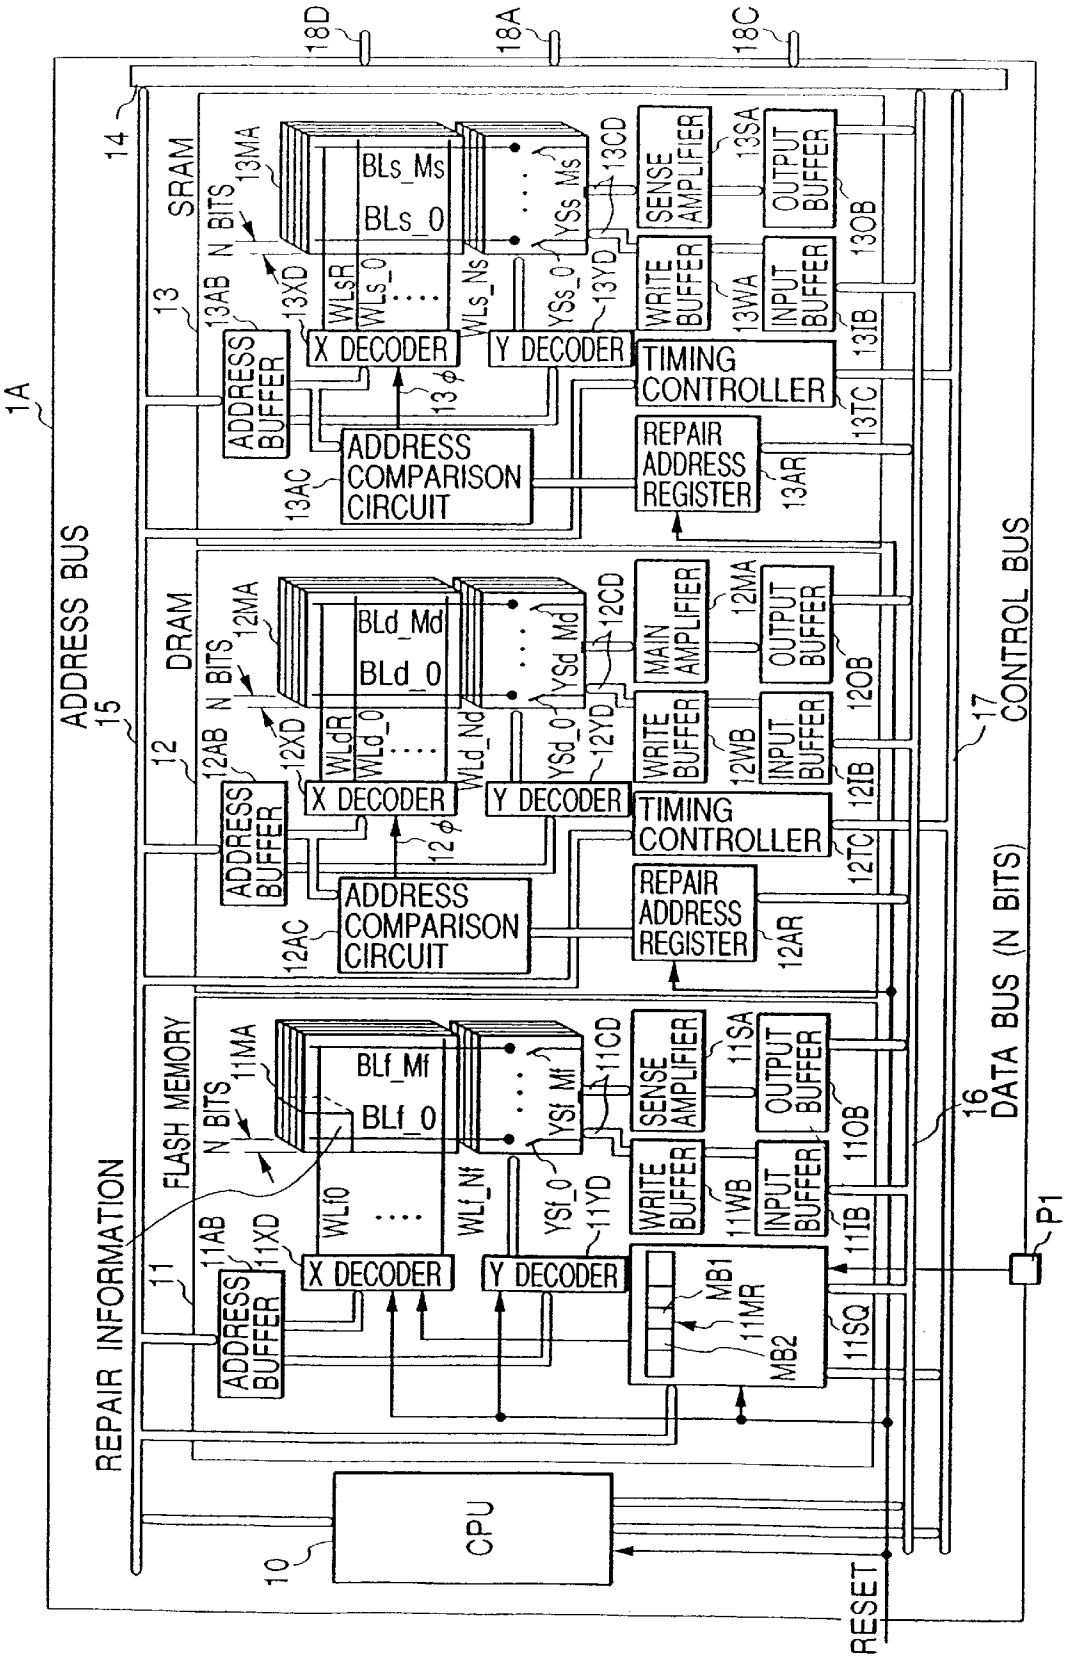 1A
ADDRESS BUS
15
REPAIR INFORMATION
14
18D
18A
18C
10
CPU
RESET
11
FLASH MEMORY
11AB
ADDRESS
BUFFER
N BITS
11MA
11XD
X DECODER
WLf0
....
WLf_Nf
BLf_Mf
BLf_0
Y DECODER
11YD
YSf_0
YSf_Mf
...
11CD
MB1
11MR
MB2
11SQ
WRITE
BUFFER
11WB
SENSE
AMPLIFIER
11SA
INPUT
BUFFER
11IB
OUTPUT
BUFFER
11OB
P1
12
DRAM
12AB
ADDRESS
BUFFER
N BITS
12MA
12XD
X DECODER
WLdR
WLd_0
....
WLd_Nd
BLd_Md
BLd_0
12AC
ADDRESS
COMPARISON
CIRCUIT
12ϕ
Y DECODER
12YD
YSd_0
YSd_Md
...
12CD
REPAIR
ADDRESS
REGISTER
12AR
TIMING
CONTROLLER
12TC
WRITE
BUFFER
12WB
MAIN
AMPLIFIER
12MA
INPUT
BUFFER
12IB
OUTPUT
BUFFER
12OB
13
SRAM
13AB
ADDRESS
BUFFER
N BITS
13MA
13XD
X DECODER
WLsR
WLs_0
....
WLs_Ns
BLs_Ms
BLs_0
13AC
ADDRESS
COMPARISON
CIRCUIT
13ϕ
Y DECODER
13YD
YSs_0
YSs_Ms
...
13CD
REPAIR
ADDRESS
REGISTER
13AR
TIMING
CONTROLLER
13TC
WRITE
BUFFER
13WA
SENSE
AMPLIFIER
13SA
INPUT
BUFFER
13IB
OUTPUT
BUFFER
13OB
16
DATA BUS (N BITS)
17
CONTROL BUS